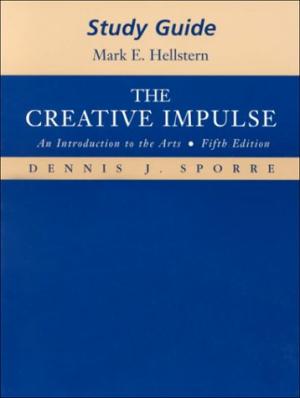 Study Guide
Mark E. Hellstern
THE
CREATIVE IMPULSE
An Introduction to the Arts • Fifth Edition
DENNIS J. SPORRE